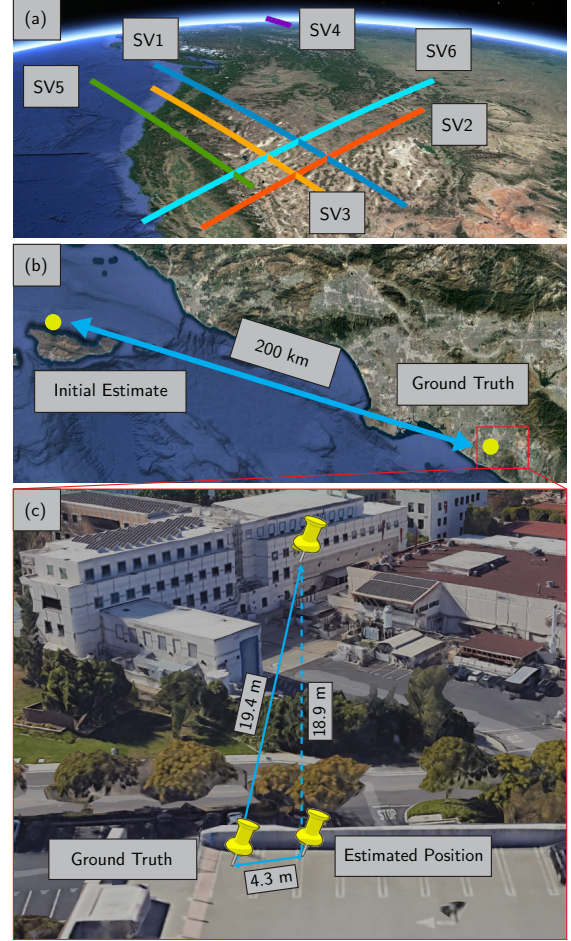 (a)
SV1
SV4
SV6
SV5
SV2
SV3
(b)
200 km
Initial Estimate
Ground Truth
(c)
19.4 m
18.9 m
STOP
Ground Truth
Estimated Position
4.3 m